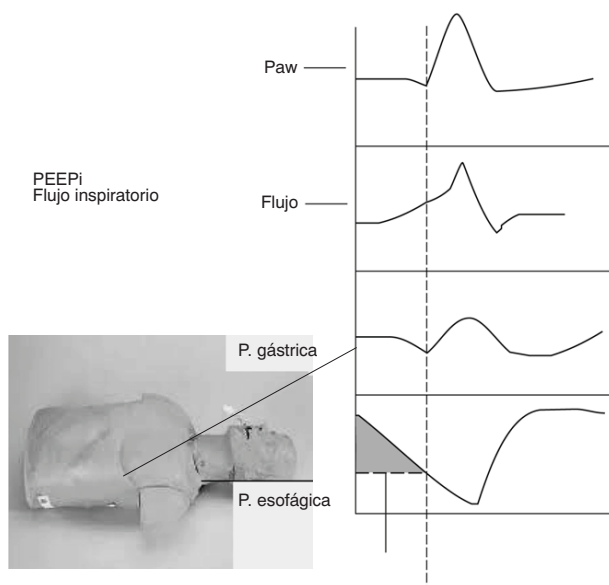 Paw
PEEPi
Flujo inspiratorio
Flujo
P. gástrica
P. esofágica